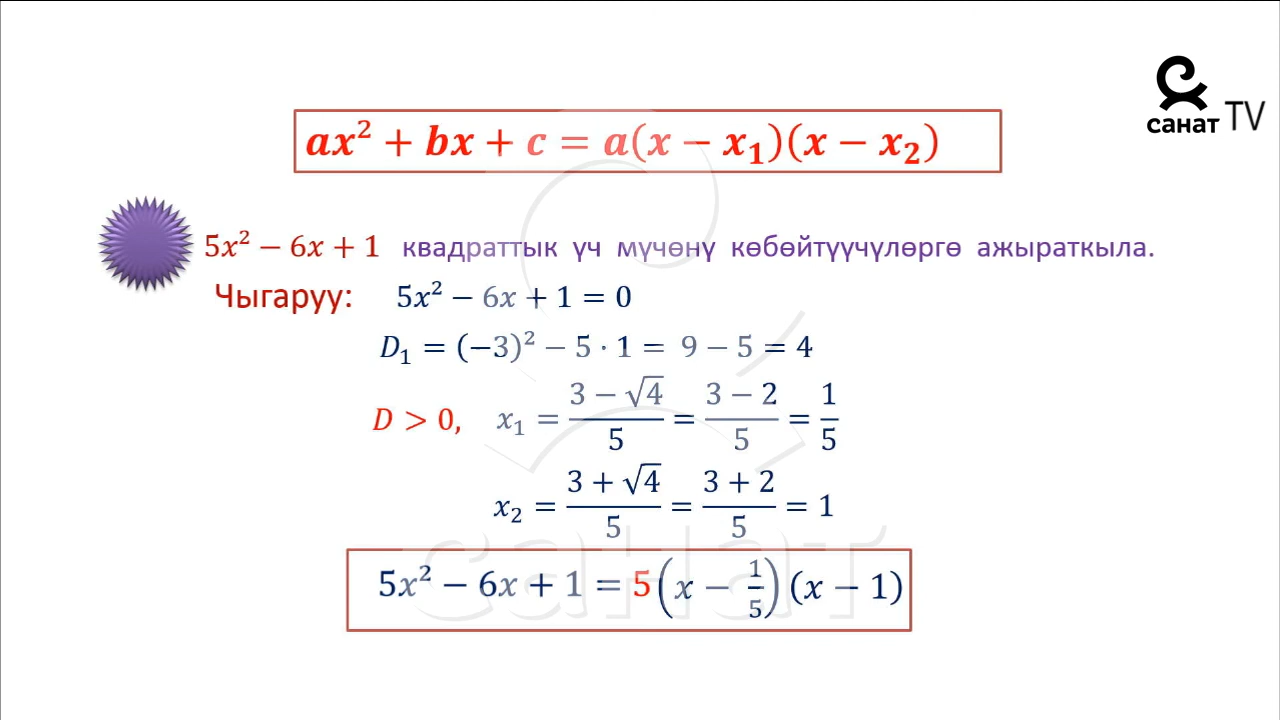 санат TV
ax² + bx + c = a(x − x₁)(x − x₂)
5x² − 6x + 1 квадраттык үч мүчөнү көбөйтүүчүлөргө ажыраткыла.
Чыгаруу: 5x² − 6x + 1 = 0
D₁ = (−3)² − 5 · 1 = 9 − 5 = 4
D > 0, x₁ = (3 − √4)/5 = (3 − 2)/5 = 1/5
x₂ = (3 + √4)/5 = (3 + 2)/5 = 1
5x² − 6x + 1 = 5(x − 1/5)(x − 1)
санат